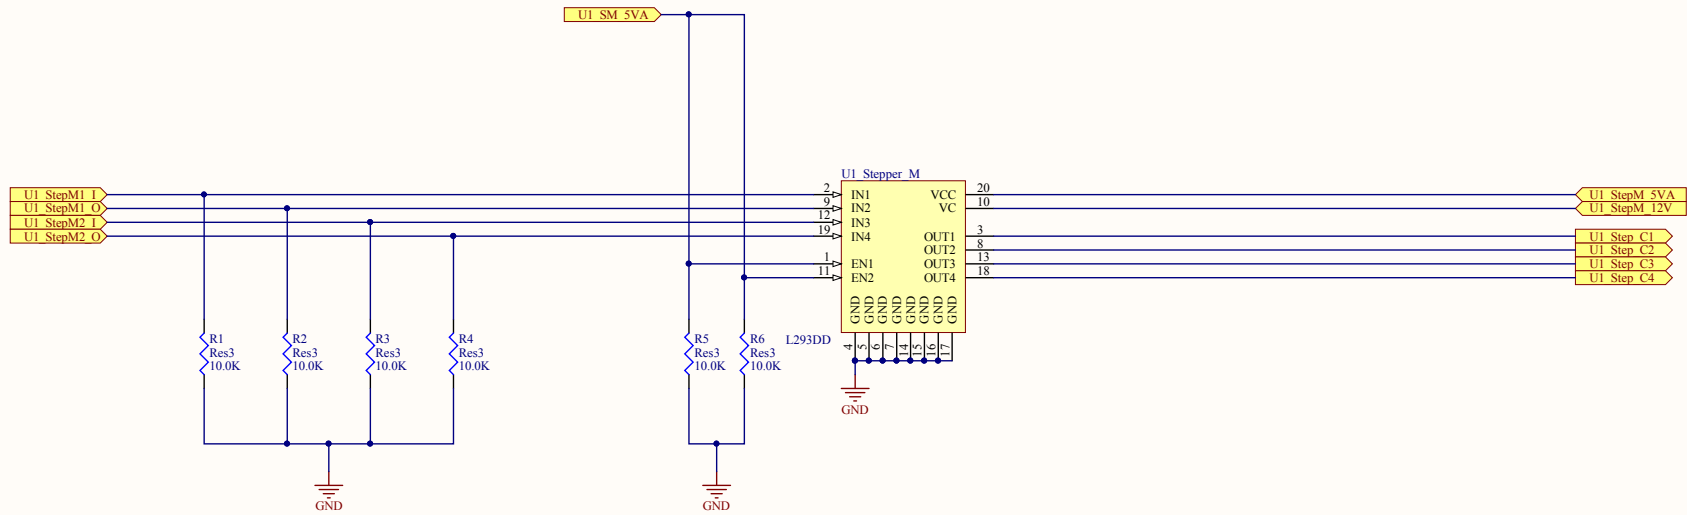 U1_SM_5VA
U1_Stepper_M
U1_StepM1_I
U1_StepM1_O
U1_StepM2_I
U1_StepM2_O
2
9
12
19
1
11
IN1
IN2
IN3
IN4
EN1
EN2
VCC
VC
OUT1
OUT2
OUT3
OUT4
20
10
3
8
13
18
U1_StepM_5VA
U1_StepM_12V
U1_Step_C1
U1_Step_C2
U1_Step_C3
U1_Step_C4
GND
GND
GND
GND
GND
GND
GND
GND
4
5
6
7
14
15
16
17
L293DD
R1
Res3
10.0K
R2
Res3
10.0K
R3
Res3
10.0K
R4
Res3
10.0K
R5
Res3
10.0K
R6
Res3
10.0K
GND
GND
GND